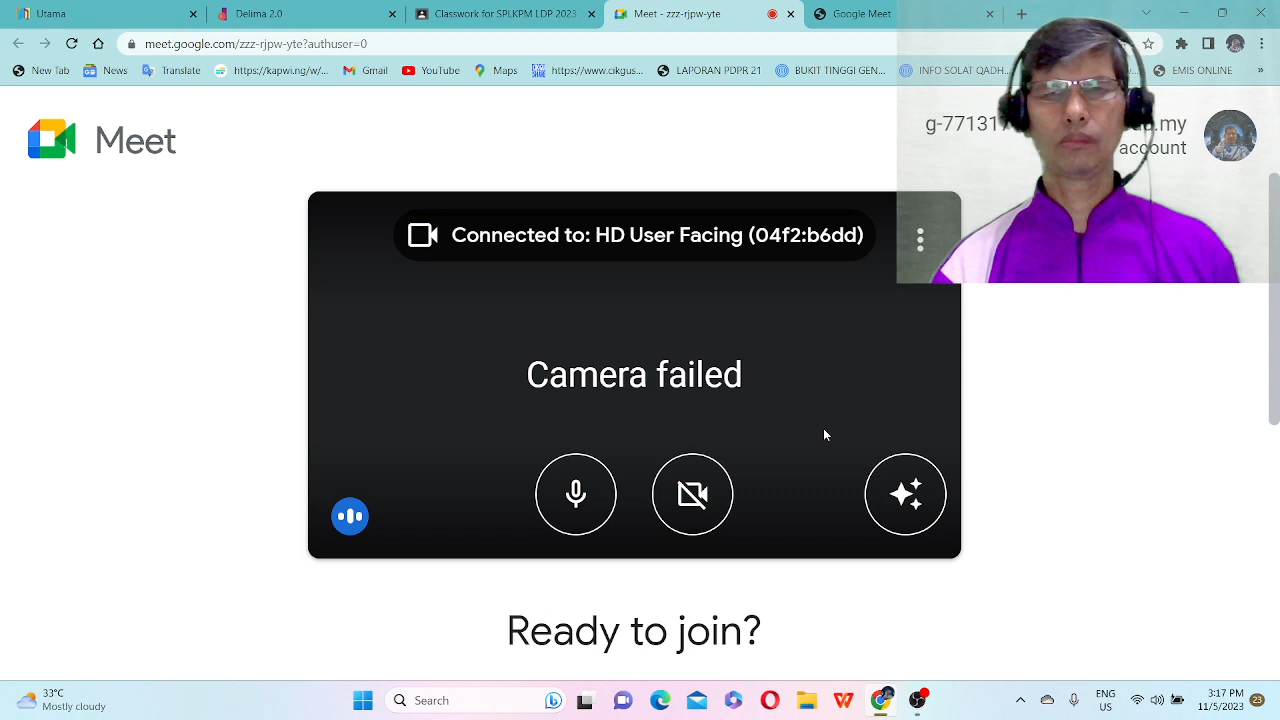 Utama
Delima 2.0
Classwork for SPLKPM LDP 2023
Meet - zzz-rjpw-yte
Google Meet
meet.google.com/zzz-rjpw-yte?authuser=0
New Tab
News
Translate
https://kapwing/w/...
Gmail
YouTube
Maps
https://www.cikgus...
LAPORAN PDPR 21
BUKIT TINGGI GEN...
INFO SOLAT QADH...
EMIS ONLINE
»
Meet
account
Connected to: HD User Facing (04f2:b6dd)
Camera failed
Ready to join?
33°C
Mostly cloudy
Search
ENG
US
3:17 PM
11/5/2023
23